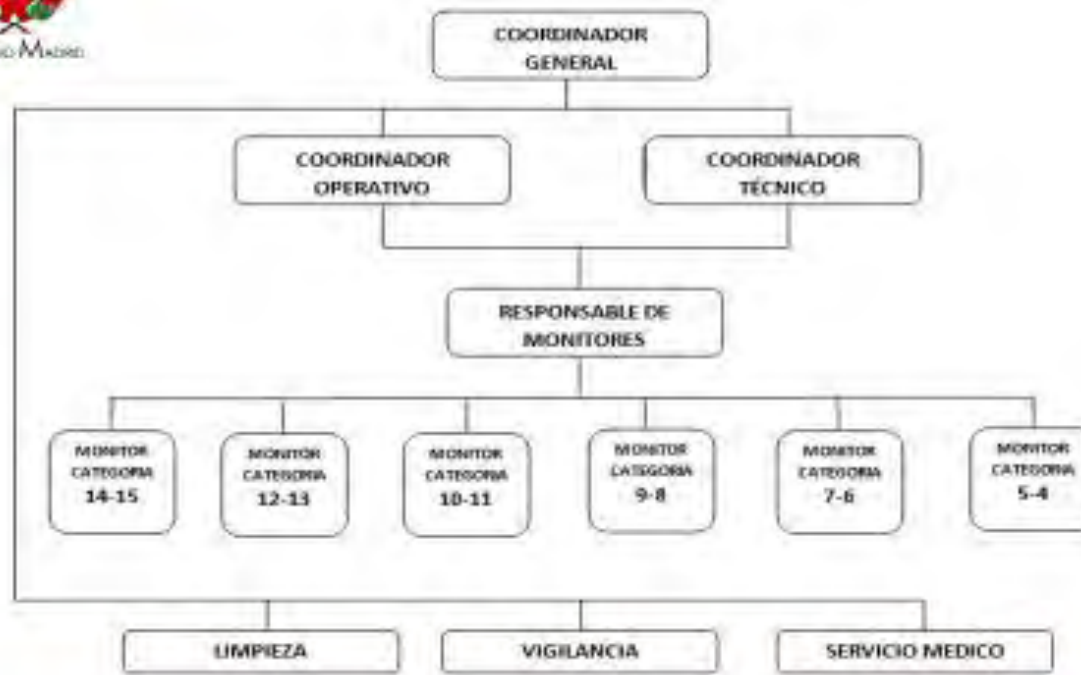 MADRID
COORDINADOR
GENERAL
COORDINADOR
OPERATIVO
COORDINADOR
TÉCNICO
RESPONSABLE DE
MONITORES
MONITOR
CATEGORIA
14-15
MONITOR
CATEGORIA
12-13
MONITOR
CATEGORIA
10-11
MONITOR
CATEGORIA
9-8
MONITOR
CATEGORIA
7-6
MONITOR
CATEGORIA
5-4
LIMPIEZA
VIGILANCIA
SERVICIO MEDICO